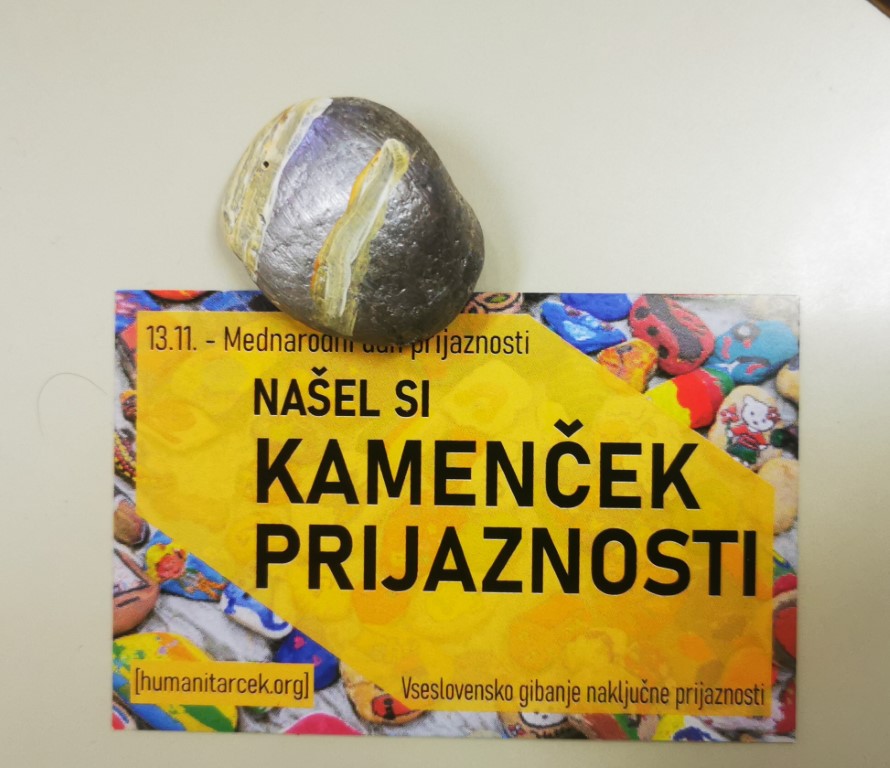 13.11. - Mednarodni dan prijaznosti
NAŠEL SI
KAMENČEK
PRIJAZNOSTI
[humanitarcek.org]
Vseslovensko gibanje naključne prijaznosti